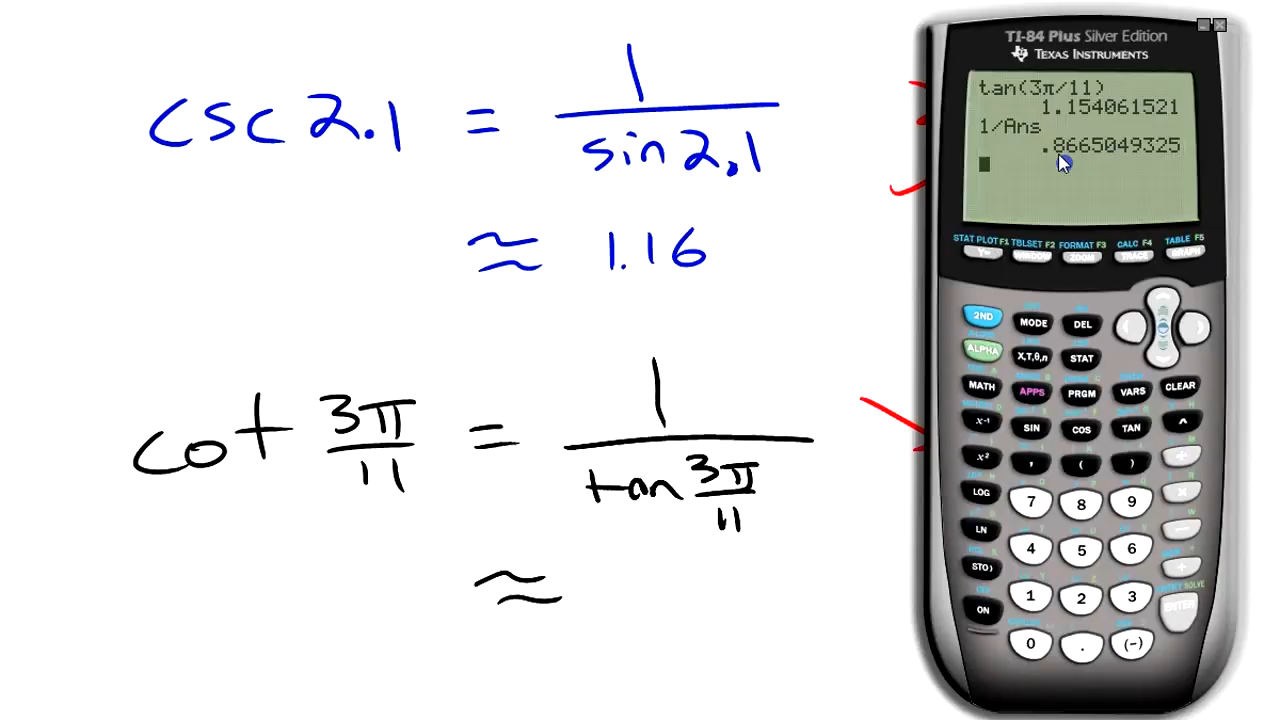 csc 2.1 = 1/sin 2.1
≈ 1.16
cot 3π/11 = 1/tan 3π/11
≈
TI-84 Plus Silver Edition
TEXAS INSTRUMENTS
tan(3π/11)
1.154061521
1/Ans
.8665049325
STAT PLOT F1 TBLSET F2 FORMAT F3 CALC F4 TABLE F5
Y= WINDOW ZOOM TRACE GRAPH
2ND MODE DEL
ALPHA X,T,θ,n STAT
MATH APPS PRGM VARS CLEAR
x⁻¹ SIN COS TAN ^
x² , ( ) ÷
LOG 7 8 9 ×
LN 4 5 6 −
STO› 1 2 3 +
ON 0 . (-) ENTER
ENTRY SOLVE